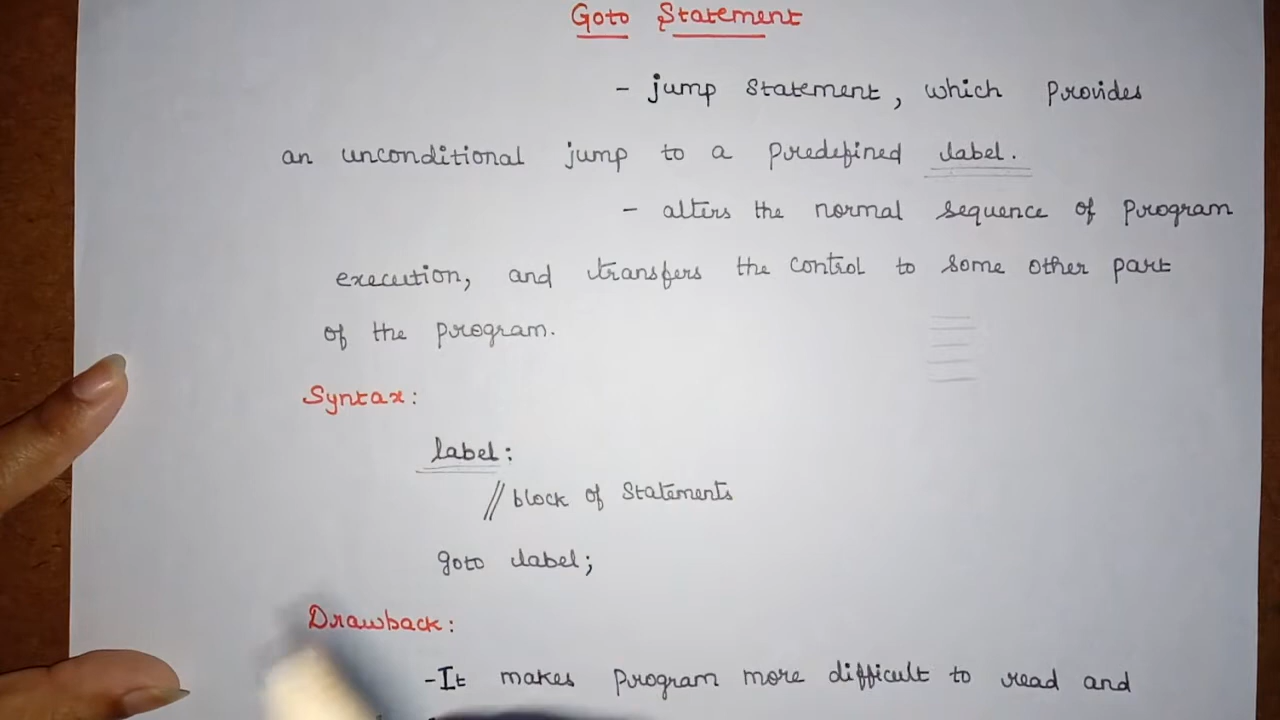 Goto Statement
- jump Statement, which provides
an unconditional jump to a predefined label.
- alters the normal sequence of program
execution, and transfers the control to some other part
of the program.
Syntax:
label:
// block of Statements
goto label;
Drawback:
- It makes program more difficult to read and